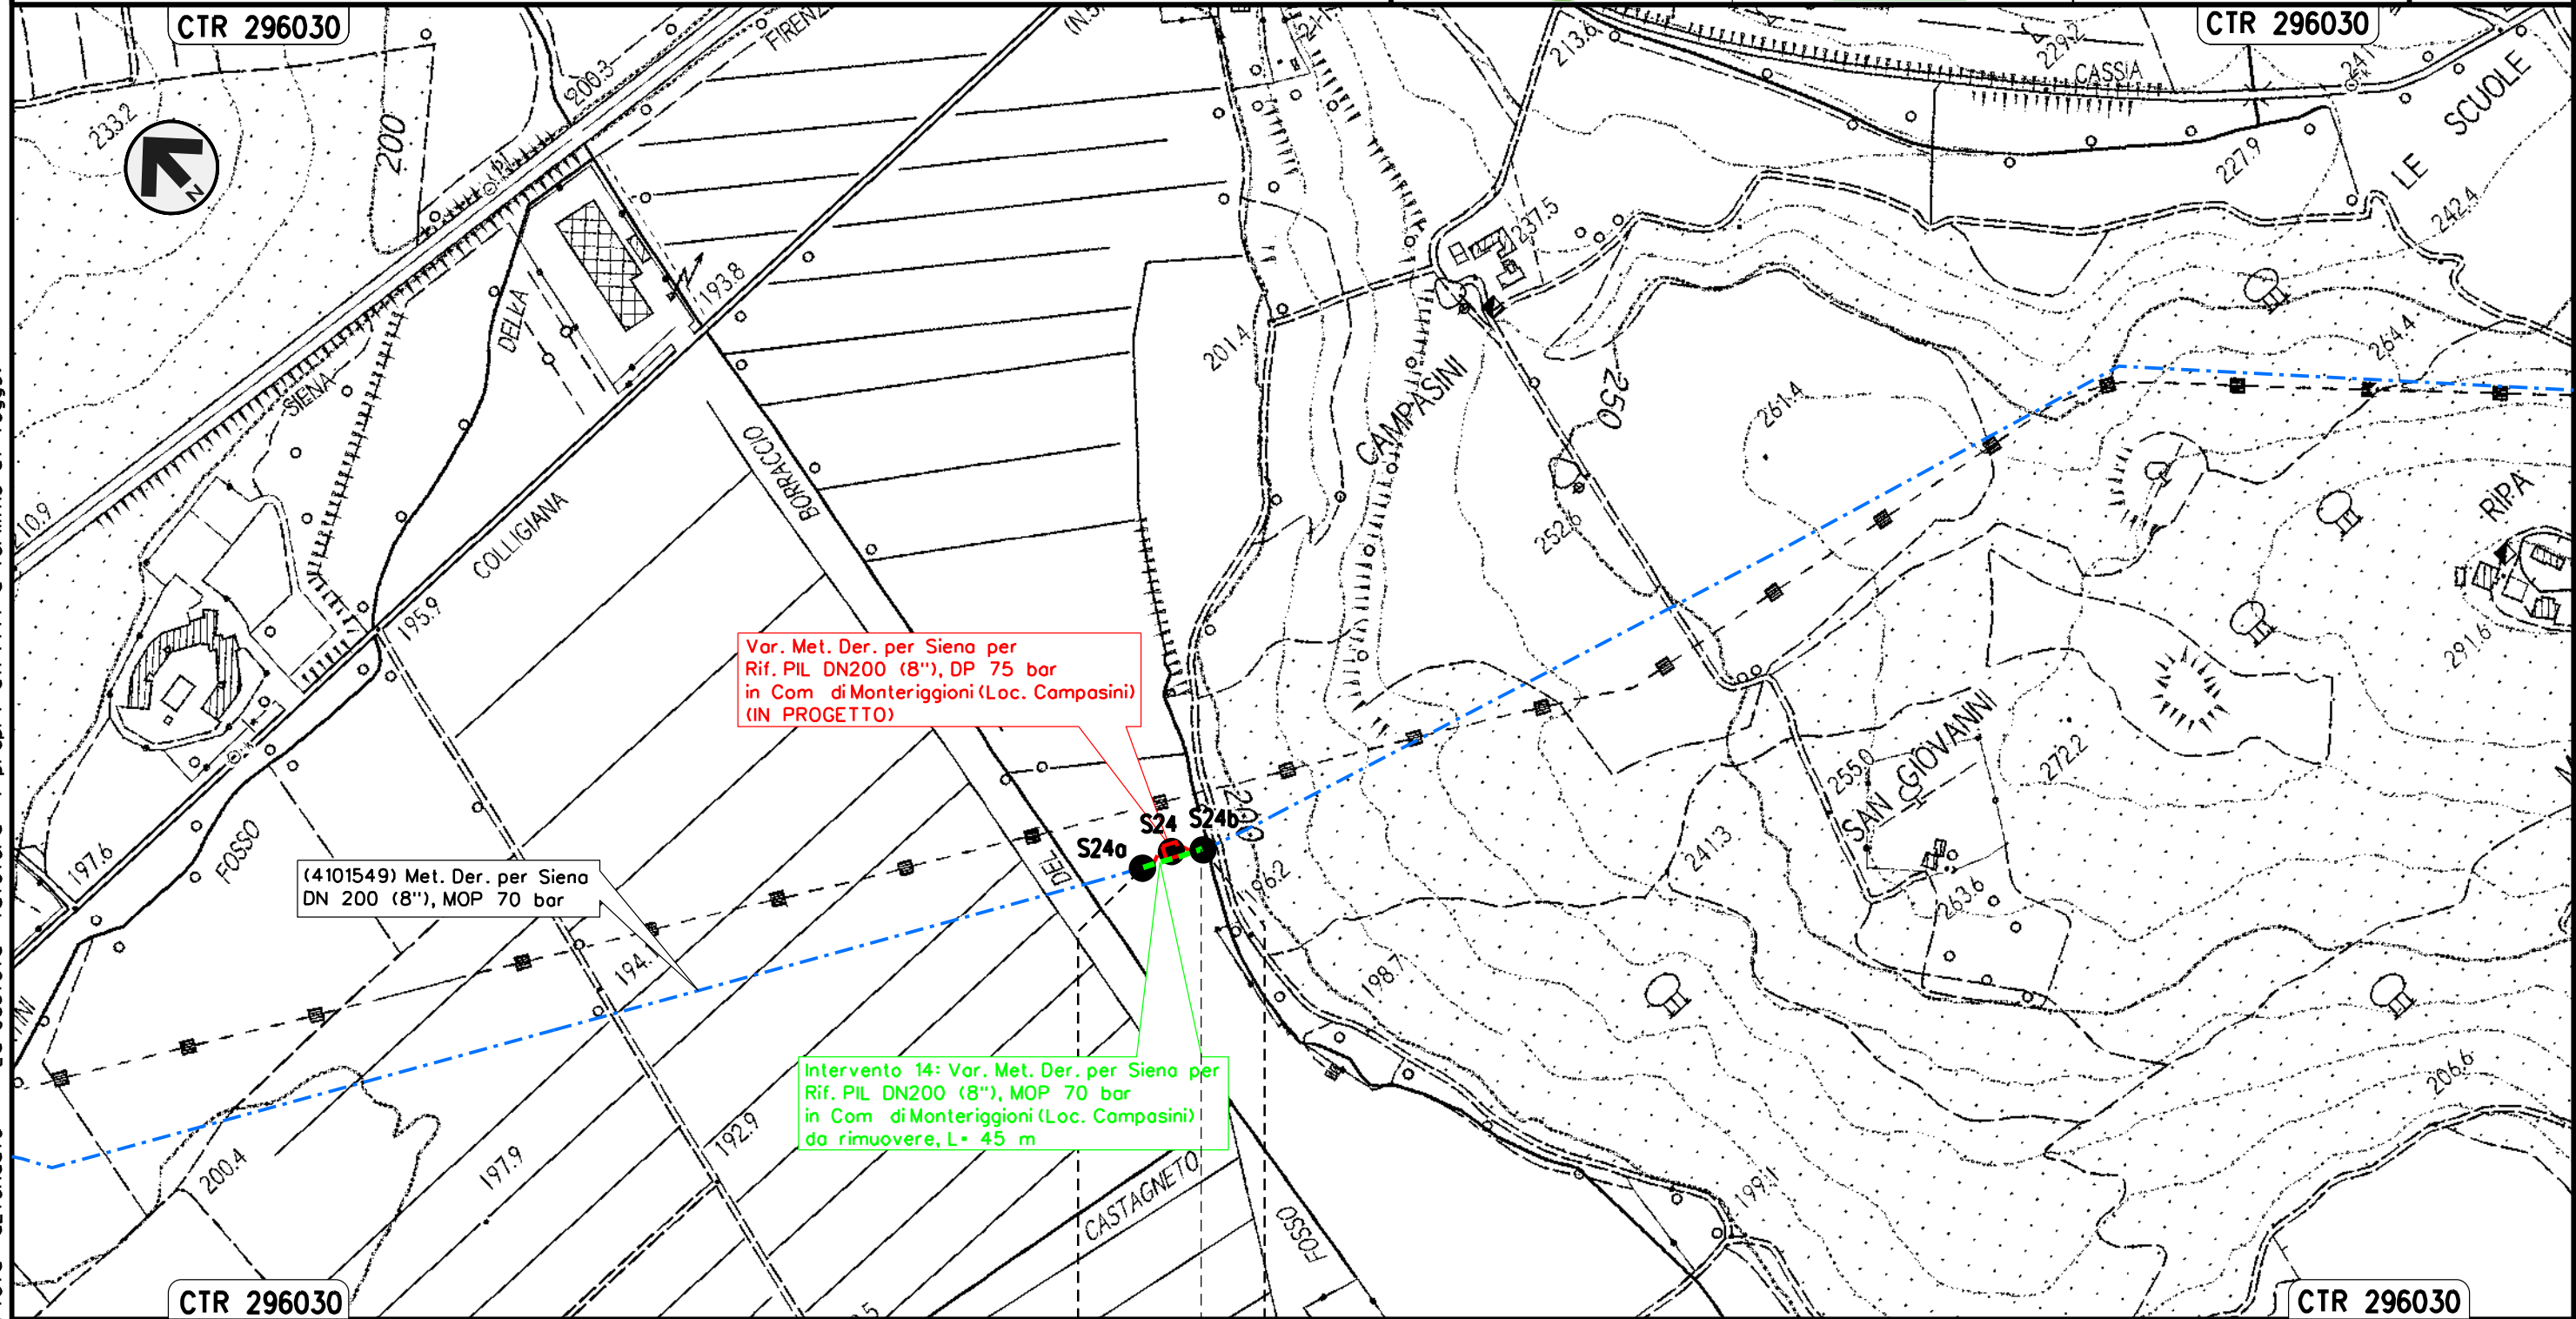 CTR 296030
CTR 296030
FIRENZE
(N.
213.6
229.2
CASSIA
241
LE SCUOLE
233.2
200
200.3
N
237.5
227.9
242.4
DELLA
193.8
201.4
264.4
SIENA
CAMPASINI
250
261.4
BORRACCIO
252.6
RIPA
COLLIGIANA
195.9
291.6
Var. Met. Der. per Siena per
Rif. PIL DN200 (8"), DP 75 bar
in Com di Monteriggioni (Loc. Campasini)
(IN PROGETTO)
SAN GIOVANNI
255.0
272.2
200
S24a
S24
S24b
197.6
FOSSO
DEL
196.2
241.3
263.6
(4101549) Met. Der. per Siena
DN 200 (8"), MOP 70 bar
194.
198.7
Intervento 14: Var. Met. Der. per Siena per
Rif. PIL DN200 (8"), MOP 70 bar
in Com di Monteriggioni (Loc. Campasini)
da rimuovere, L= 45 m
206.6
200.4
197.9
192.9
CASTAGNETO
FOSSO
199.1
CTR 296030
CTR 296030